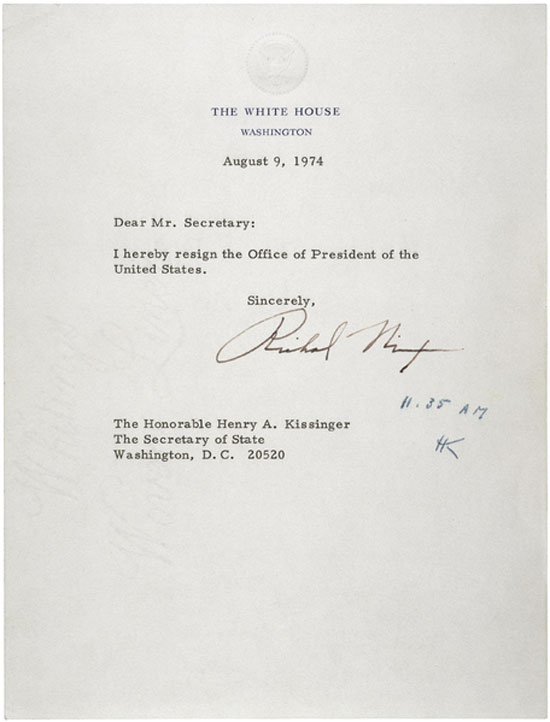 THE WHITE HOUSE
WASHINGTON
August 9, 1974
Dear Mr. Secretary:
I hereby resign the Office of President of the
United States.
Sincerely,
Richard Nixon
11.35 AM
HK
The Honorable Henry A. Kissinger
The Secretary of State
Washington, D. C. 20520